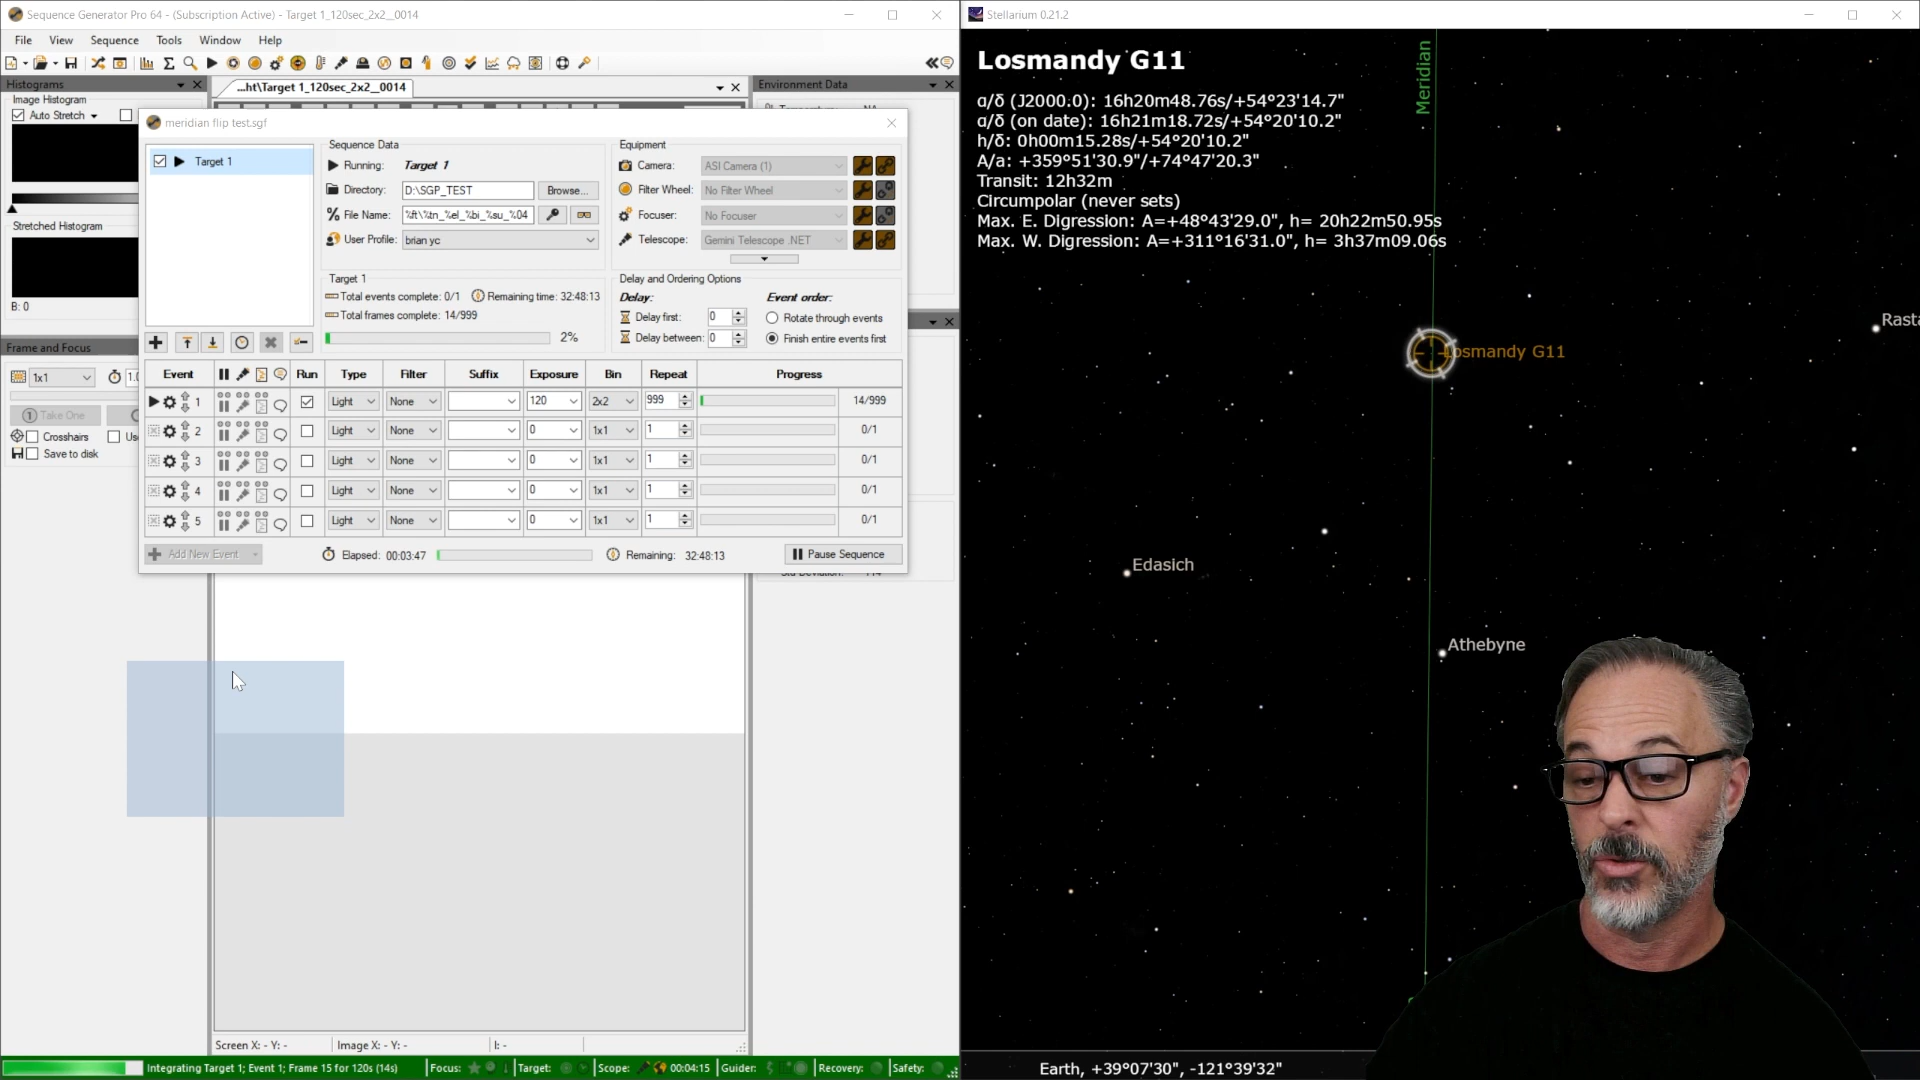 Sequence Generator Pro 64 - (Subscription Active) - Target 1_120sec_2x2__0014
File View Sequence Tools Window Help
Histograms
Image Histogram
Auto Stretch
Stretched Histogram
B: 0
Frame and Focus
1x1
Take One
Crosshairs
Save to disk
...ht\Target 1_120sec_2x2__0014
Environment Data
meridian flip test.sgf
Target 1
Sequence Data
Running: Target 1
Directory: D:\SGP_TEST Browse...
File Name: %ft\%tn_%el_%bi_%su_%04
User Profile: brian yc
Equipment
Camera: ASI Camera (1)
Filter Wheel: No Filter Wheel
Focuser: No Focuser
Telescope: Gemini Telescope .NET
Target 1
Total events complete: 0/1 Remaining time: 32:48:13
Total frames complete: 14/999
2%
Delay and Ordering Options
Delay: Event order:
Delay first: 0 Rotate through events
Delay between: 0 Finish entire events first
Event Run Type Filter Suffix Exposure Bin Repeat Progress
1 Light None 120 2x2 999 14/999
2 Light None 0 1x1 1 0/1
3 Light None 0 1x1 1 0/1
4 Light None 0 1x1 1 0/1
5 Light None 0 1x1 1 0/1
Add New Event Elapsed: 00:03:47 Remaining: 32:48:13 Pause Sequence
Screen X: - Y: - Image X: - Y: - I: -
Integrating Target 1; Event 1; Frame 15 for 120s (14s) Focus: Target: Scope: 00:04:15 Guider: Recovery: Safety:
Stellarium 0.21.2
Losmandy G11
α/δ (J2000.0): 16h20m48.76s/+54°23'14.7"
α/δ (on date): 16h21m18.72s/+54°20'10.2"
h/δ: 0h00m15.28s/+54°20'10.2"
A/a: +359°51'30.9"/+74°47'20.3"
Transit: 12h32m
Circumpolar (never sets)
Max. E. Digression: A=+48°43'29.0", h= 20h22m50.95s
Max. W. Digression: A=+311°16'31.0", h= 3h37m09.06s
Meridian
Rasta
Losmandy G11
Edasich
Athebyne
Earth, +39°07'30", -121°39'32"